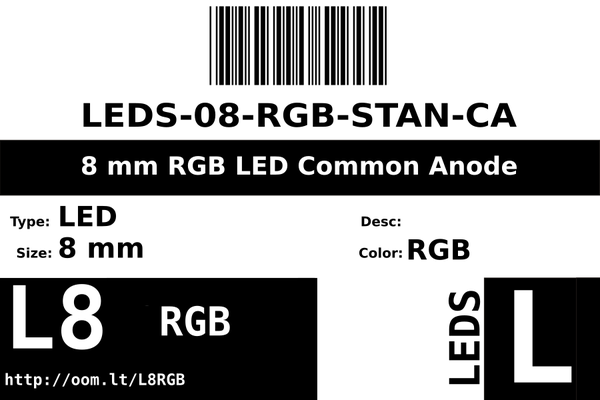 LEDS-08-RGB-STAN-CA
8 mm RGB LED Common Anode
Type: LED
Desc:
Size: 8 mm
Color: RGB
L8
RGB
http://oom.lt/L8RGB
LEDS
L